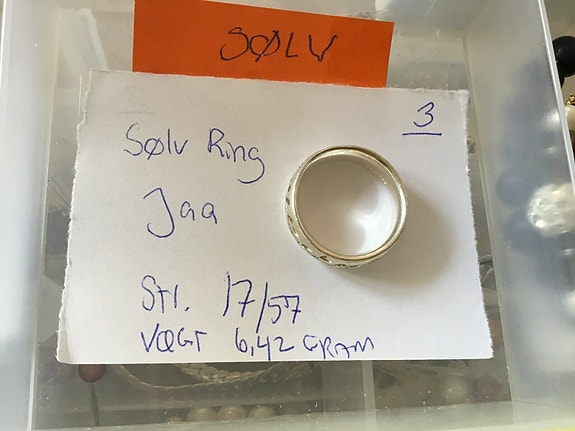 SØLV
3
Sølv Ring
Jaa
Str. 17/57
VÆGT 6,42 GRAM